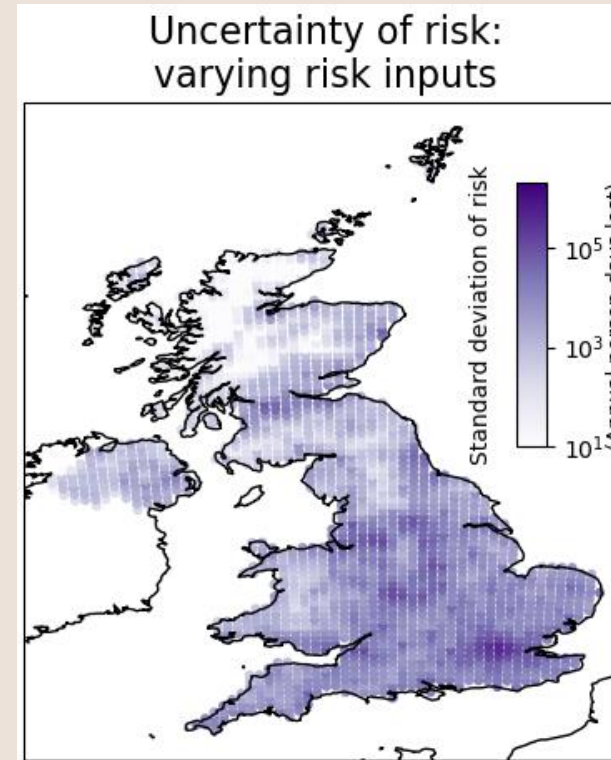 Uncertainty of risk:
varying risk inputs
Standard deviation of risk
10⁵
10³
10¹